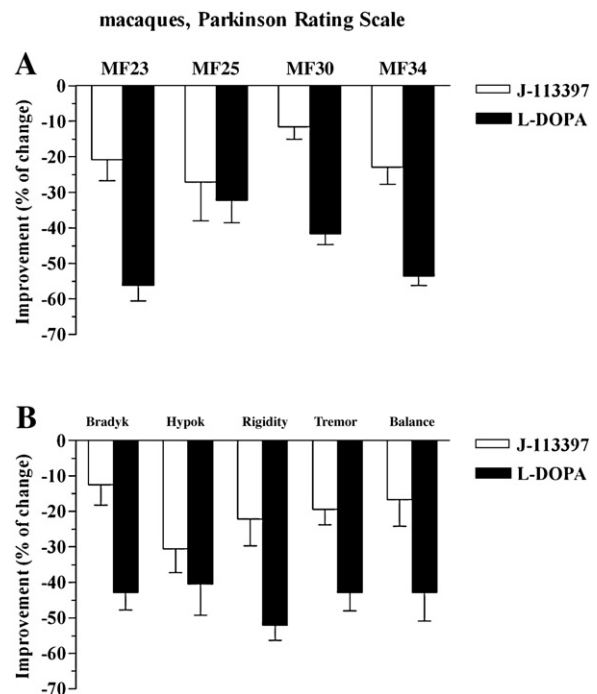 macaques, Parkinson Rating Scale
A
MF23 MF25 MF30 MF34
0
-10
-20
-30
-40
-50
-60
-70
Improvement (% of change)
J-113397
L-DOPA
B
Bradyk Hypok Rigidity Tremor Balance
0
-10
-20
-30
-40
-50
-60
-70
Improvement (% of change)
J-113397
L-DOPA